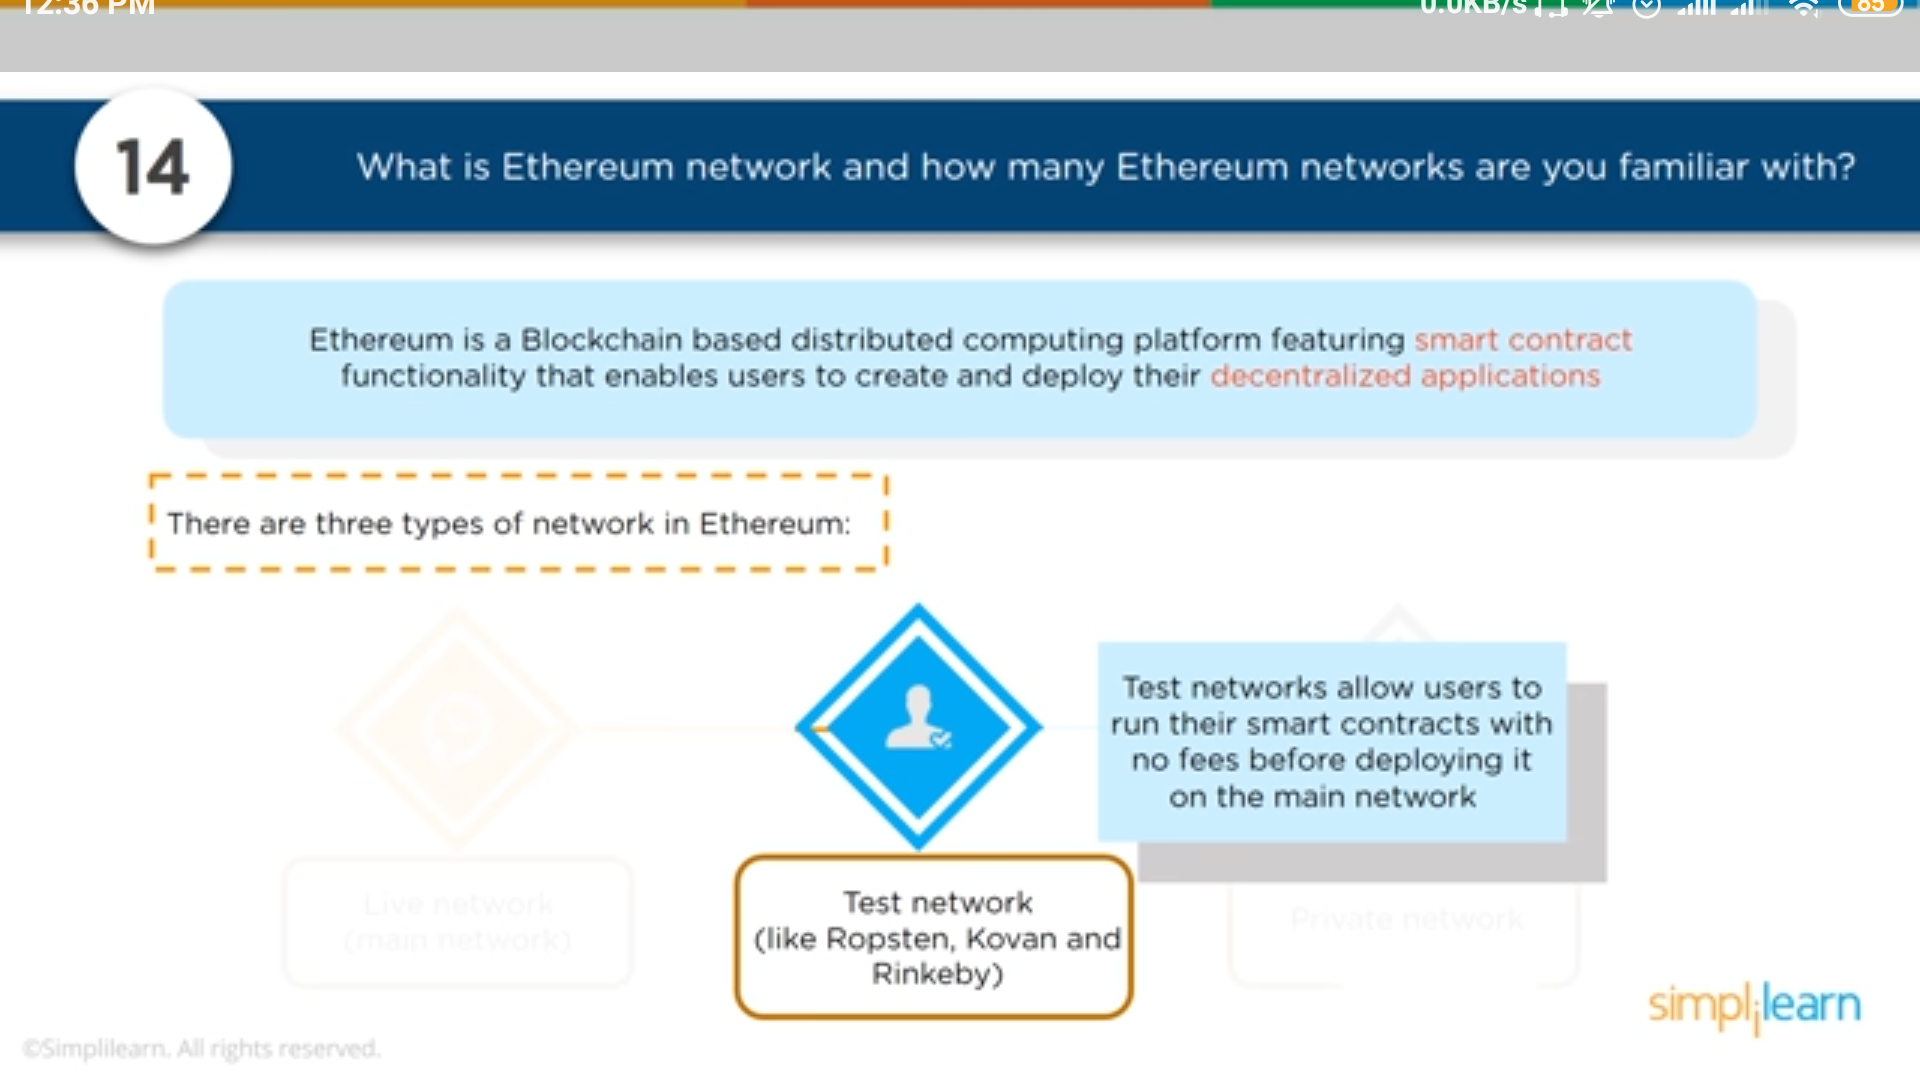 12:36 PM
0.0KB/s
85
14
What is Ethereum network and how many Ethereum networks are you familiar with?
Ethereum is a Blockchain based distributed computing platform featuring smart contract
functionality that enables users to create and deploy their decentralized applications
There are three types of network in Ethereum:
Test networks allow users to
run their smart contracts with
no fees before deploying it
on the main network
Live network
(main network)
Test network
(like Ropsten, Kovan and
Rinkeby)
Private network
simplilearn
©Simplilearn. All rights reserved.